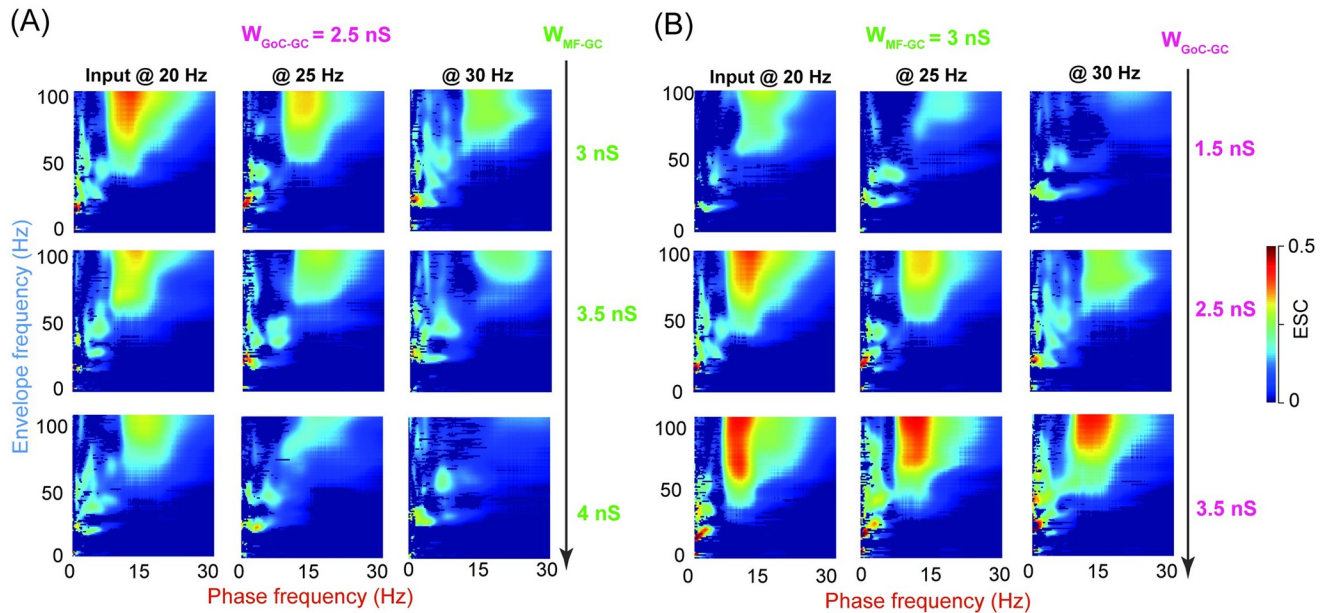 (A)
W GoC-GC = 2.5 nS
W MF-GC
Input @ 20 Hz
@ 25 Hz
@ 30 Hz
100
50
0
3 nS
100
50
0
3.5 nS
100
50
0
4 nS
0
15
30
0
15
30
0
15
30
Envelope frequency (Hz)
Phase frequency (Hz)
(B)
W MF-GC = 3 nS
W GoC-GC
Input @ 20 Hz
@ 25 Hz
@ 30 Hz
100
50
0
1.5 nS
100
50
0
2.5 nS
100
50
0
3.5 nS
0
15
30
0
15
30
0
15
30
Phase frequency (Hz)
0.5
ESC
0